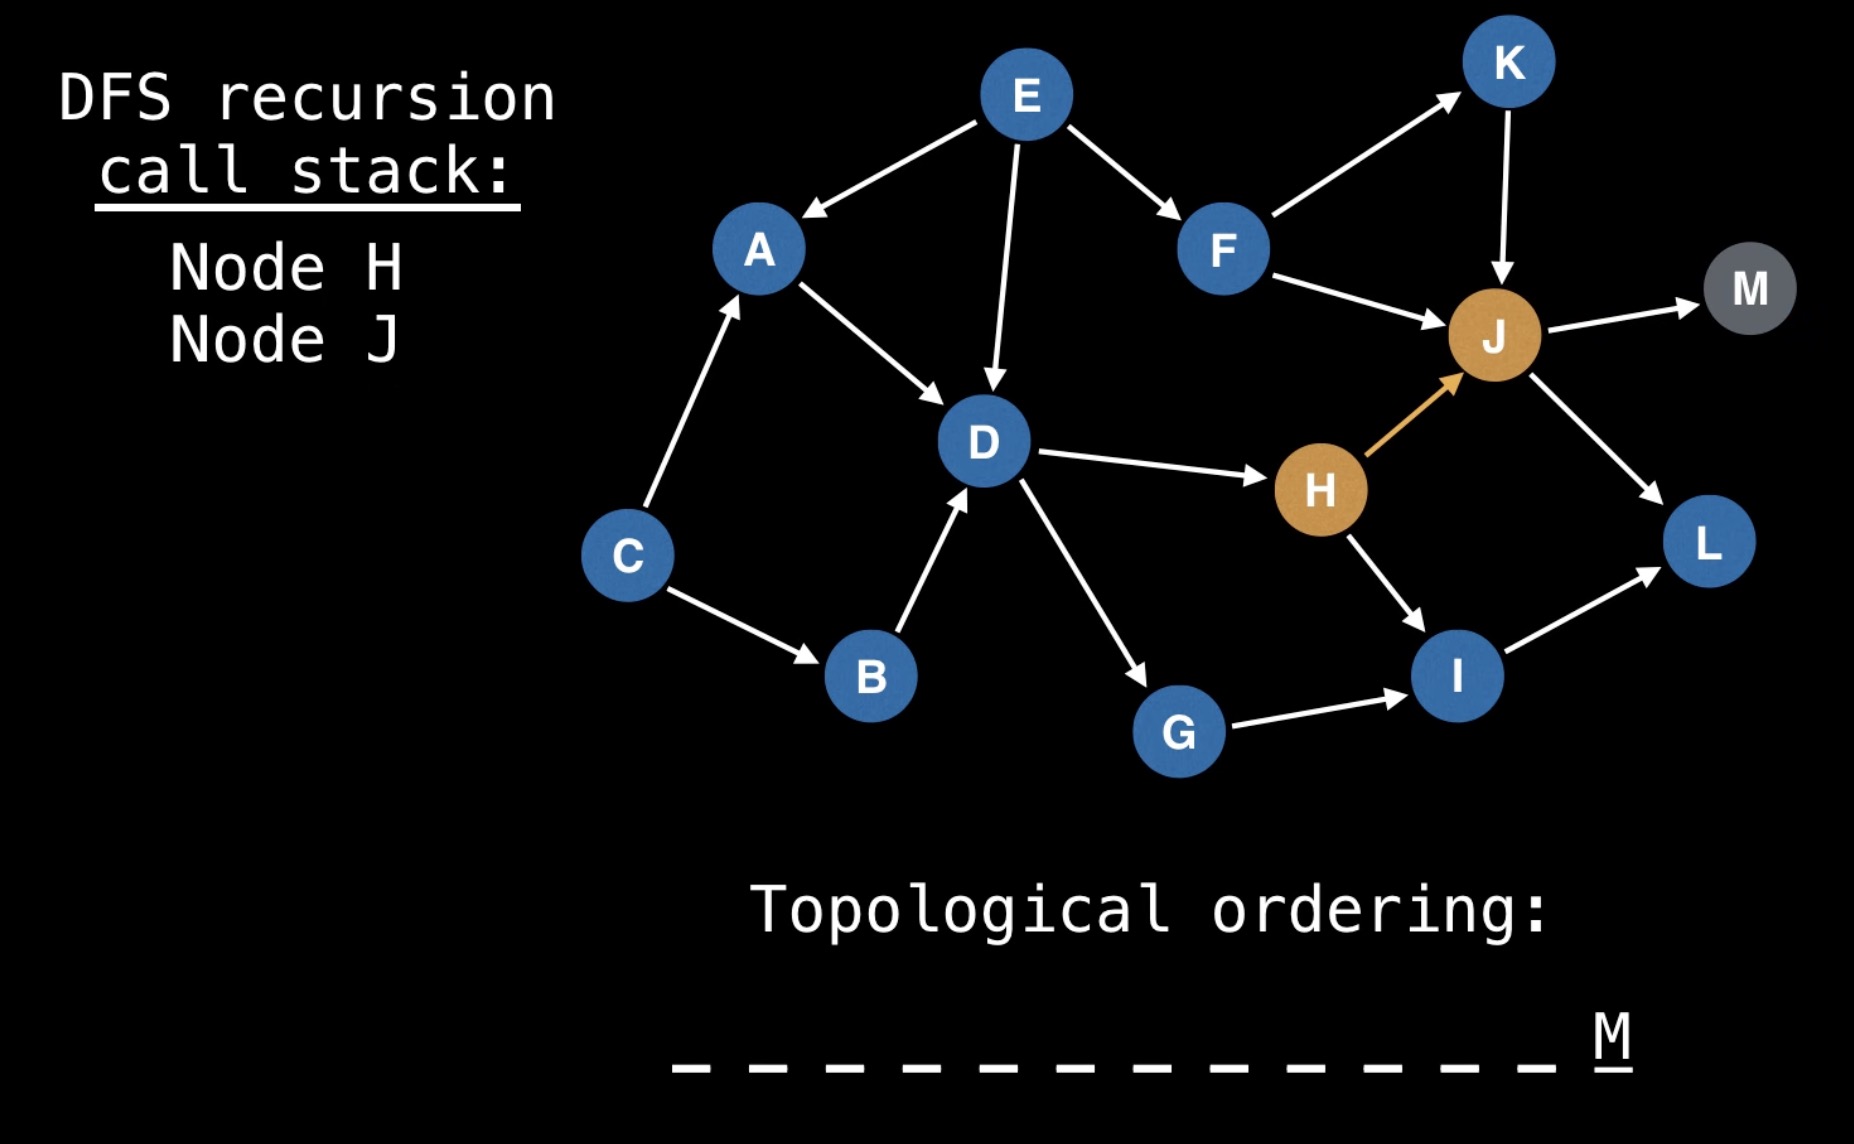 DFS recursion
call stack:
Node H
Node J
E
K
A
F
M
J
D
H
C
L
B
I
G
Topological ordering:
_ _ _ _ _ _ _ _ _ _ _ _ M